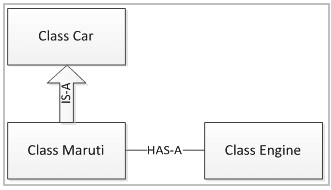 Class Car
IS-A
Class Maruti
HAS-A
Class Engine